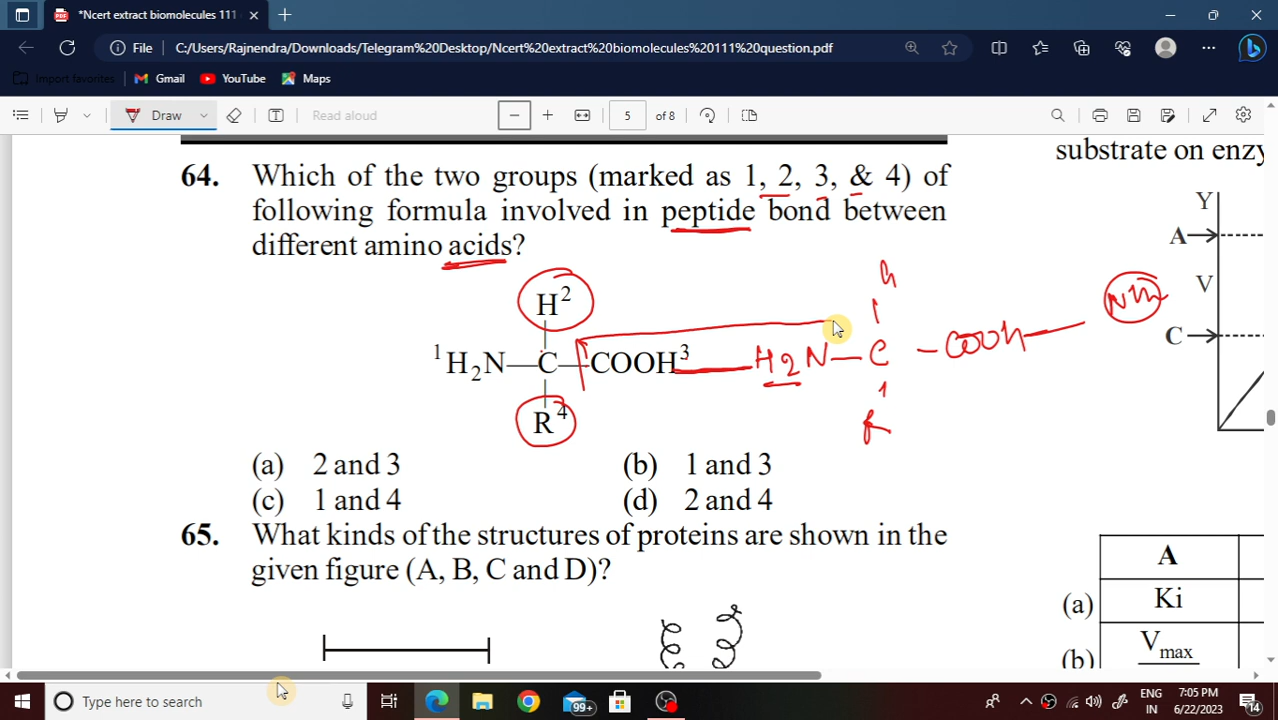 *Ncert extract biomolecules 111
File C:/Users/Rajnendra/Downloads/Telegram%20Desktop/Ncert%20extract%20biomolecules%20111%20question.pdf
Import favorites Gmail YouTube Maps
Draw Read aloud 5 of 8
64. Which of the two groups (marked as 1, 2, 3, & 4) of
following formula involved in peptide bond between
different amino acids?
H²
¹H₂N—C—COOH³
R⁴
H
H2N—C—COOH
R
(a) 2 and 3 (b) 1 and 3
(c) 1 and 4 (d) 2 and 4
65. What kinds of the structures of proteins are shown in the
given figure (A, B, C and D)?
substrate on enzy
Y
A
V
C
A
(a) Ki
(b) Vmax
Type here to search
99+
ENG
IN
7:05 PM
6/22/2023
14